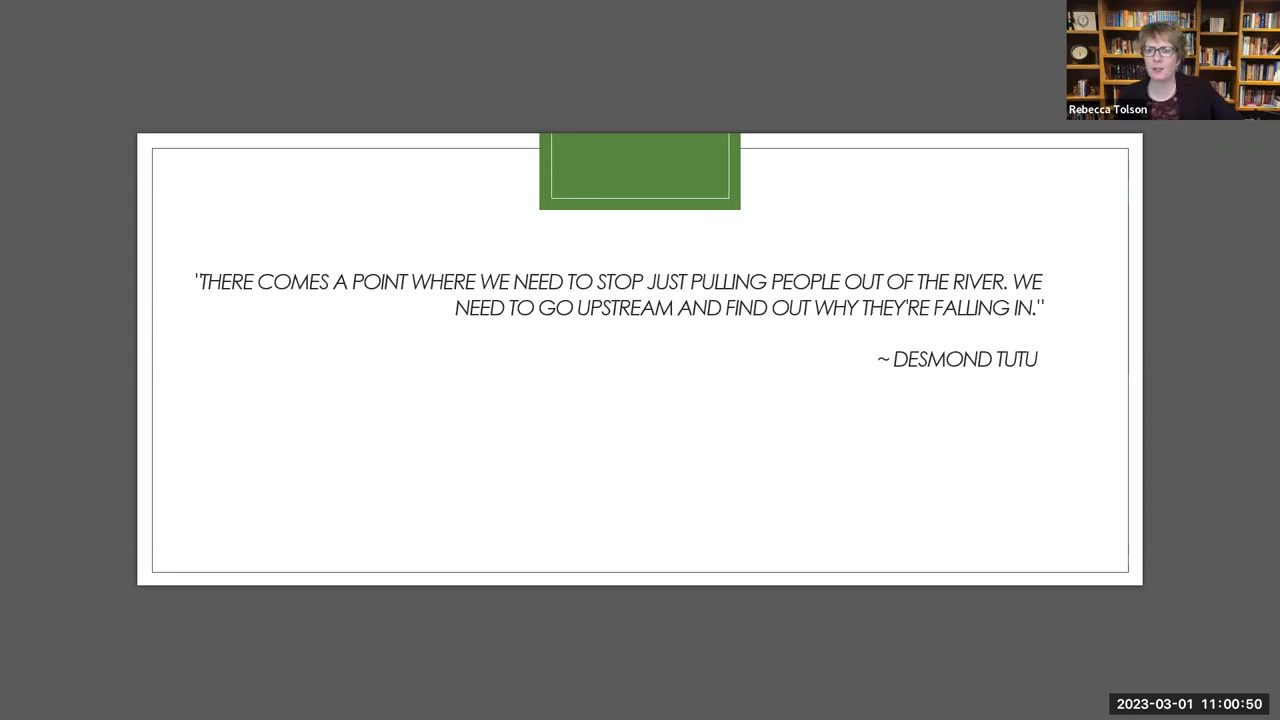 Rebecca Tolson
"THERE COMES A POINT WHERE WE NEED TO STOP JUST PULLING PEOPLE OUT OF THE RIVER. WE
NEED TO GO UPSTREAM AND FIND OUT WHY THEY'RE FALLING IN."
~ DESMOND TUTU
2023-03-01 11:00:50